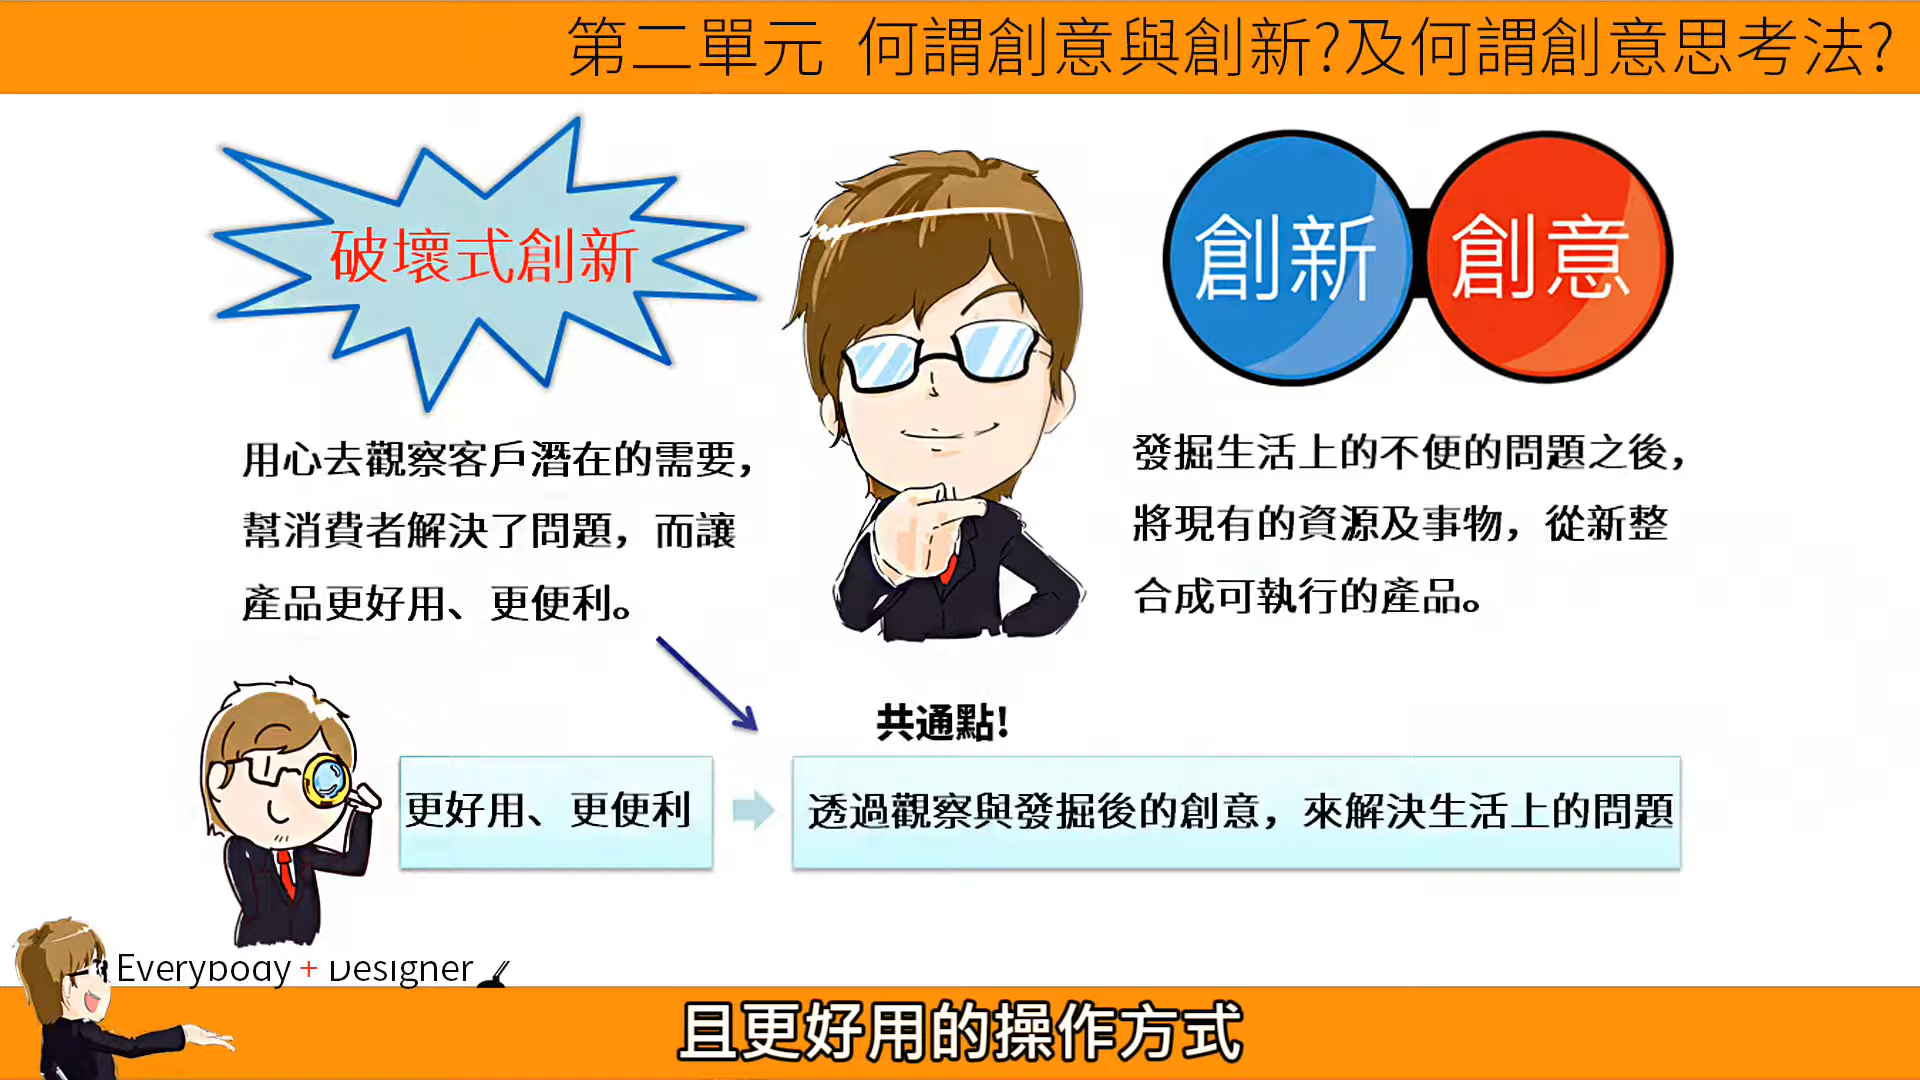 第二單元 何謂創意與創新?及何謂創意思考法?
破壞式創新
創新
創意
用心去觀察客戶潛在的需要，
幫消費者解決了問題，而讓
產品更好用、更便利。
發掘生活上的不便的問題之後，
將現有的資源及事物，從新整
合成可執行的產品。
共通點!
更好用、更便利
透過觀察與發掘後的創意，來解決生活上的問題
Everybody + Designer
且更好用的操作方式